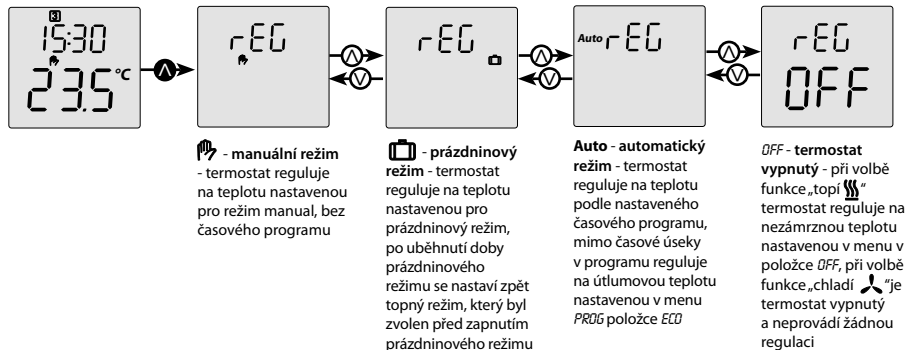 3
15:30
23.5 °C
rEG
rEG
Auto rEG
rEG
OFF
- manuální režim
- termostat reguluje
na teplotu nastavenou
pro režim manual, bez
časového programu
- prázdninový
režim - termostat
reguluje na teplotu
nastavenou pro
prázdninový režim,
po uběhnutí doby
prázdninového
režimu se nastaví zpět
topný režim, který byl
zvolen před zapnutím
prázdninového režimu
Auto - automatický
režim - termostat
reguluje na teplotu
podle nastaveného
časového programu,
mimo časové úseky
v programu reguluje
na útlumovou teplotu
nastavenou v menu
PROG položce ECO
OFF - termostat
vypnutý - při volbě
funkce „topí “
termostat reguluje na
nezámrznou teplotu
nastavenou v menu v
položce OFF, při volbě
funkce „chladí “je
termostat vypnutý
a neprovádí žádnou
regulaci